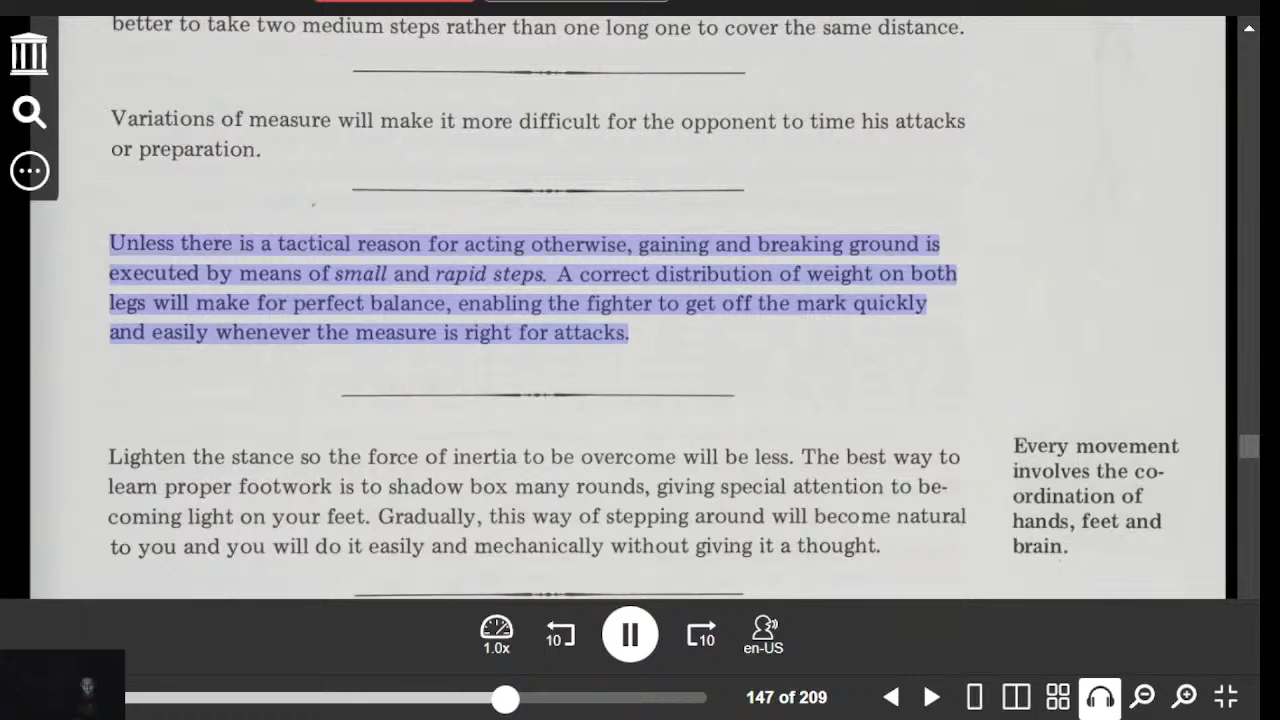 better to take two medium steps rather than one long one to cover the same distance.
Variations of measure will make it more difficult for the opponent to time his attacks
or preparation.
Unless there is a tactical reason for acting otherwise, gaining and breaking ground is
executed by means of small and rapid steps. A correct distribution of weight on both
legs will make for perfect balance, enabling the fighter to get off the mark quickly
and easily whenever the measure is right for attacks.
Lighten the stance so the force of inertia to be overcome will be less. The best way to
learn proper footwork is to shadow box many rounds, giving special attention to be-
coming light on your feet. Gradually, this way of stepping around will become natural
to you and you will do it easily and mechanically without giving it a thought.
Every movement
involves the co-
ordination of
hands, feet and
brain.
1.0x
10
10
en-US
147 of 209